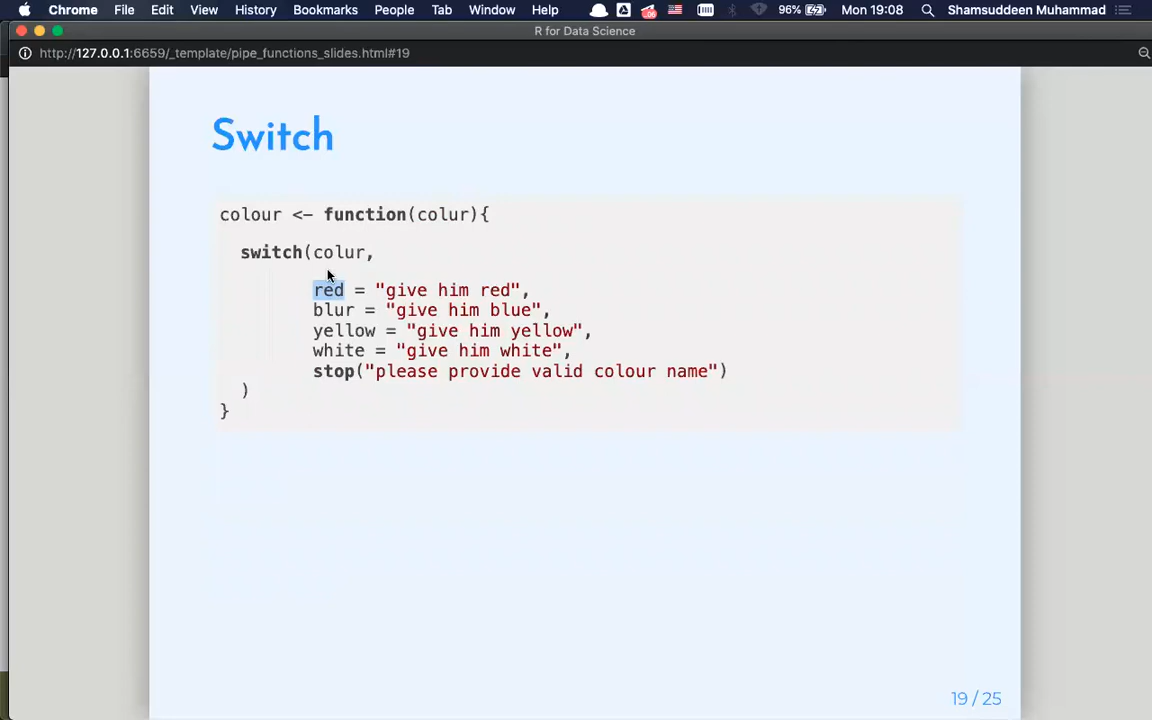 Chrome File Edit View History Bookmarks People Tab Window Help 96% Mon 19:08 Shamsuddeen Muhammad
R for Data Science
http://127.0.0.1:6659/_template/pipe_functions_slides.html#19
Switch
colour <- function(colur){
switch(colur,
red = "give him red",
blur = "give him blue",
yellow = "give him yellow",
white = "give him white",
stop("please provide valid colour name")
)
}
19 / 25